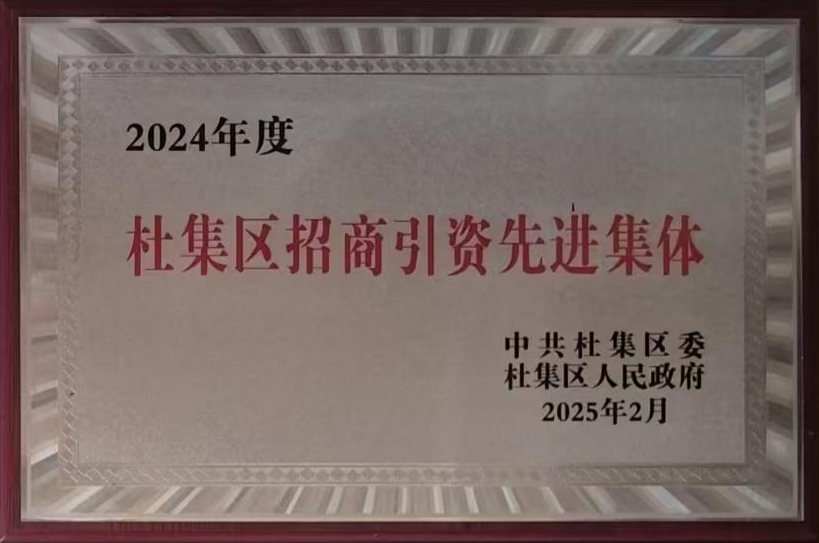 2024年度
杜集区招商引资先进集体
中共杜集区委
杜集区人民政府
2025年2月